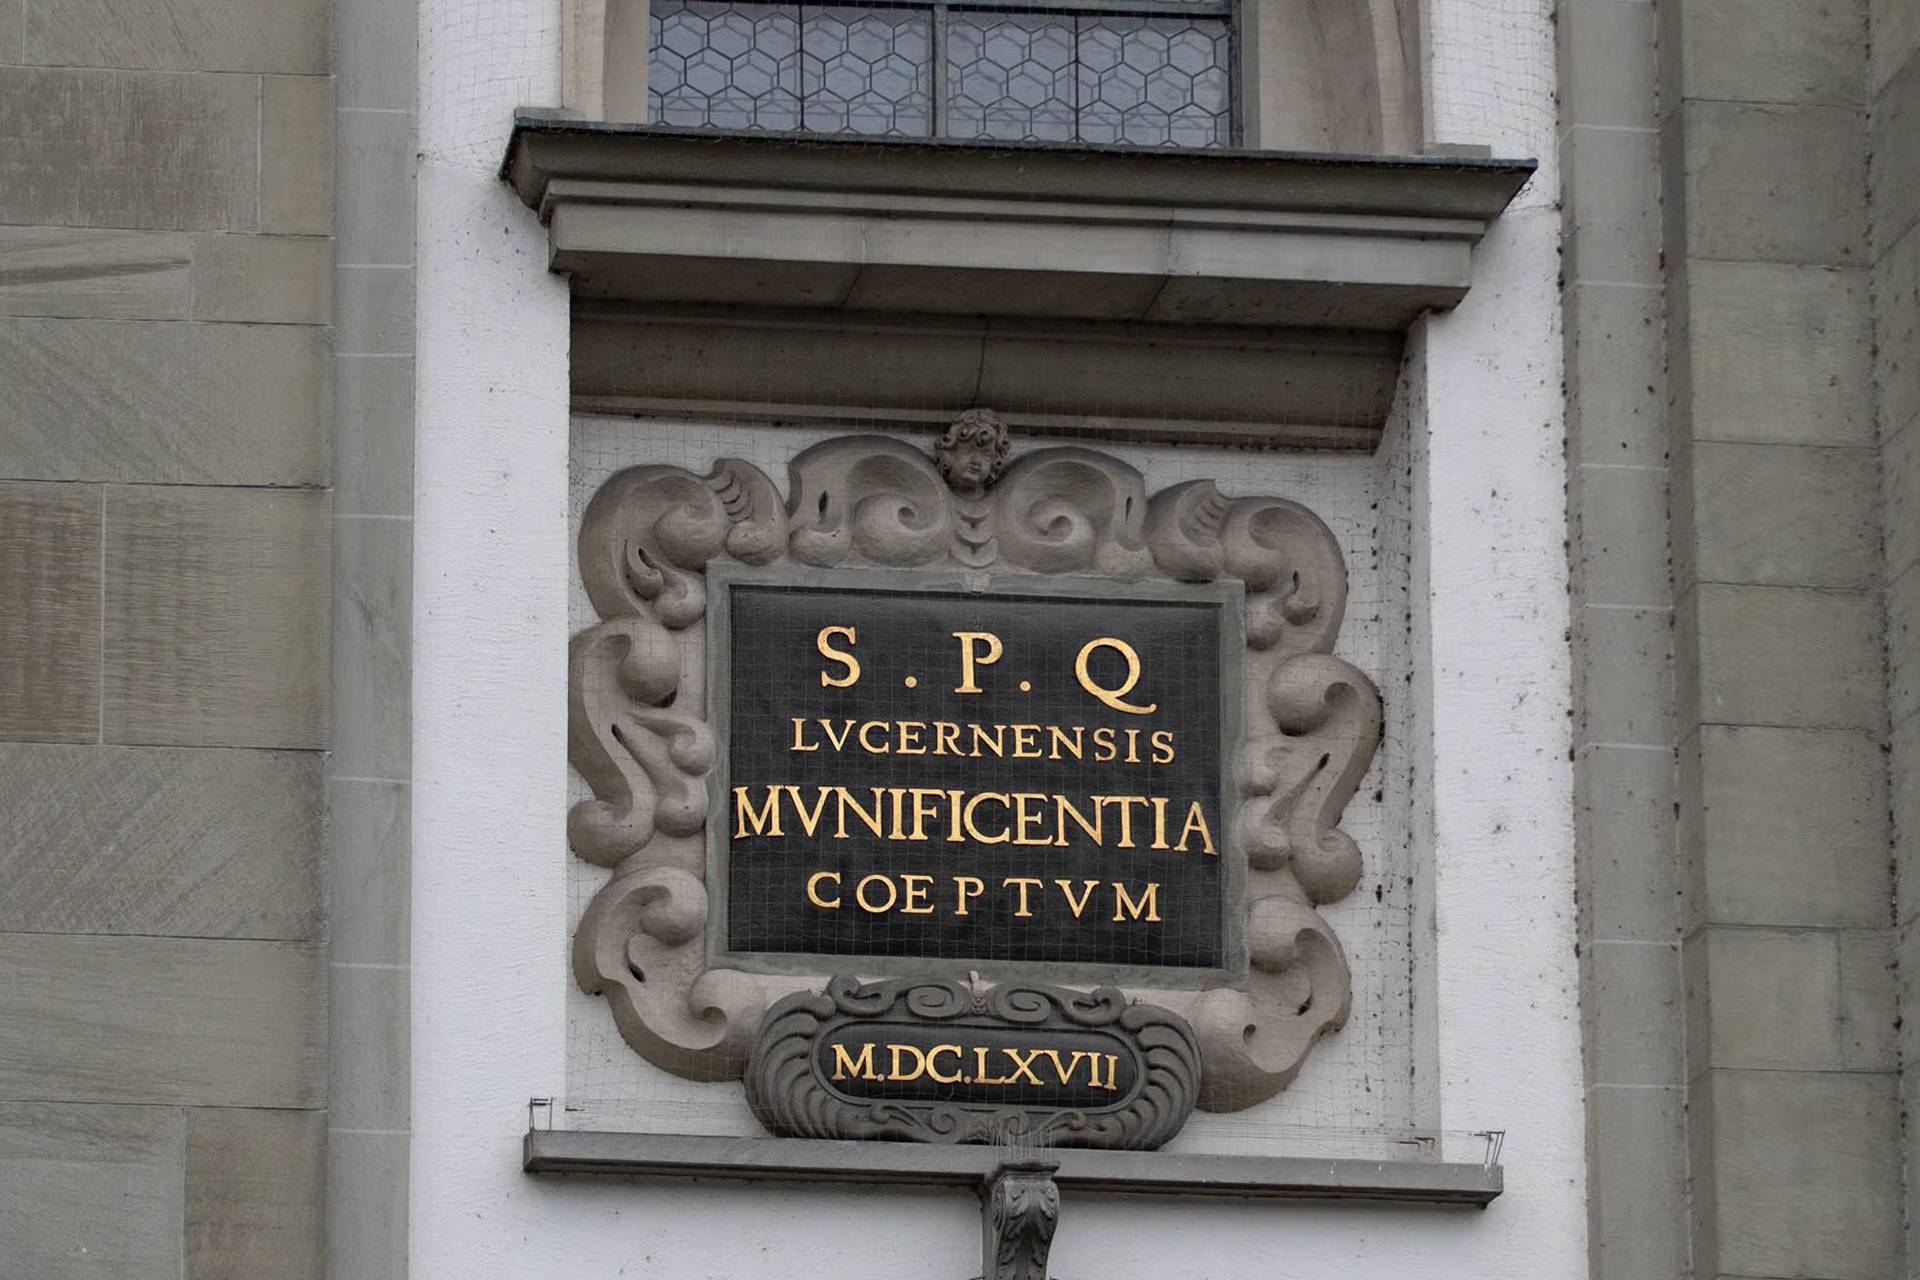 S . P . Q
LVCERNENSIS
MVNIFICENTIA
COEPTVM
M.DC.LXVII